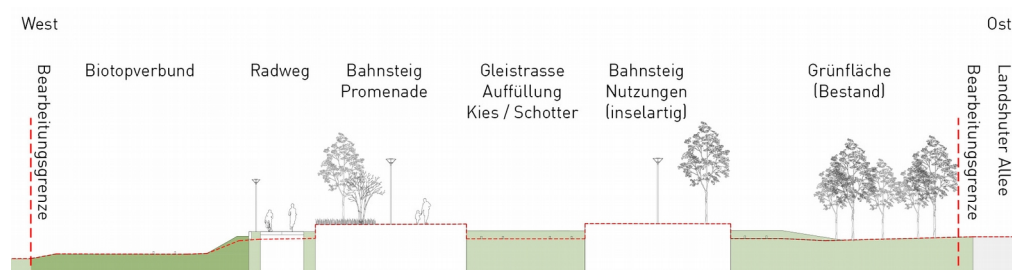 West
Ost
Bearbeitungsgrenze
Biotopverbund
Radweg
Bahnsteig
Promenade
Gleistrasse
Auffüllung
Kies / Schotter
Bahnsteig
Nutzungen
(inselartig)
Grünfläche
(Bestand)
Bearbeitungsgrenze
Landshuter Allee